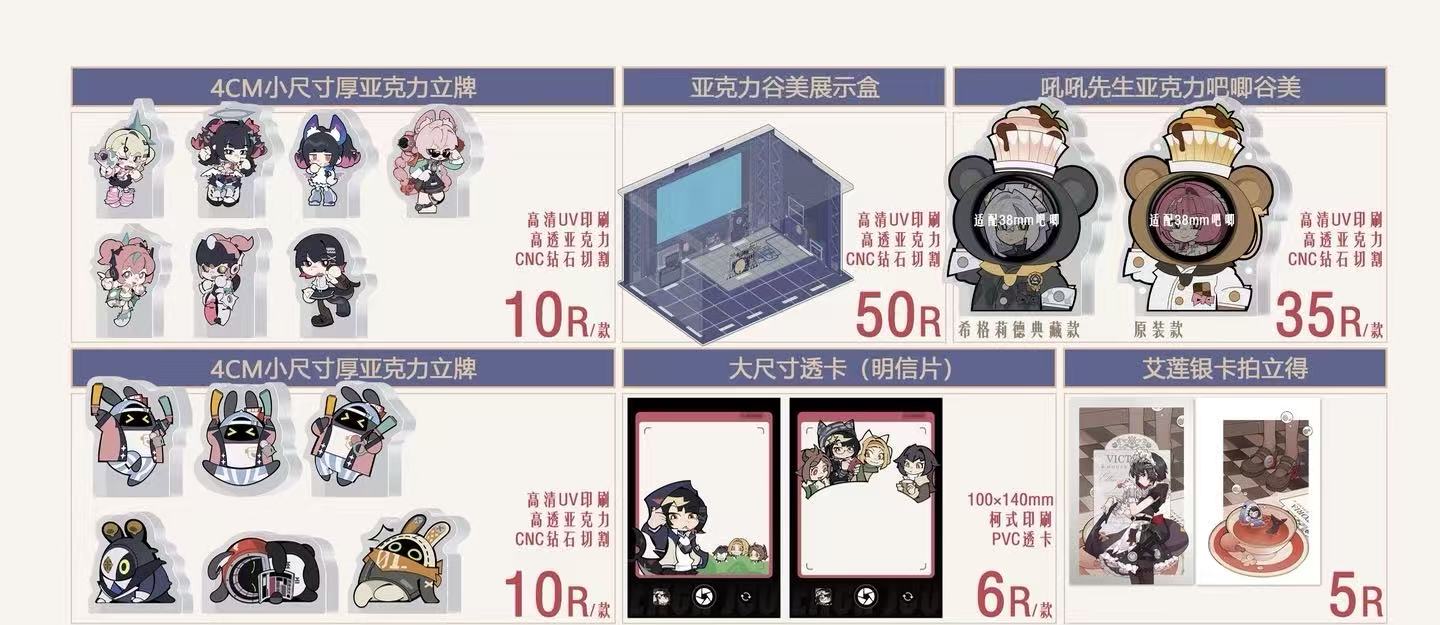 4CM小尺寸厚亚克力立牌
高清UV印刷
高透亚克力
CNC钻石切割
10R/款
亚克力谷美展示盒
高清UV印刷
高透亚克力
CNC钻石切割
50R
吼吼先生亚克力吧唧谷美
适配38mm吧唧
适配38mm吧唧
希格莉德典藏款
原装款
高清UV印刷
高透亚克力
CNC钻石切割
35R/款
4CM小尺寸厚亚克力立牌
高清UV印刷
高透亚克力
CNC钻石切割
10R/款
大尺寸透卡（明信片）
100×140mm
柯式印刷
PVC透卡
6R/款
艾莲银卡拍立得
VICT
5R